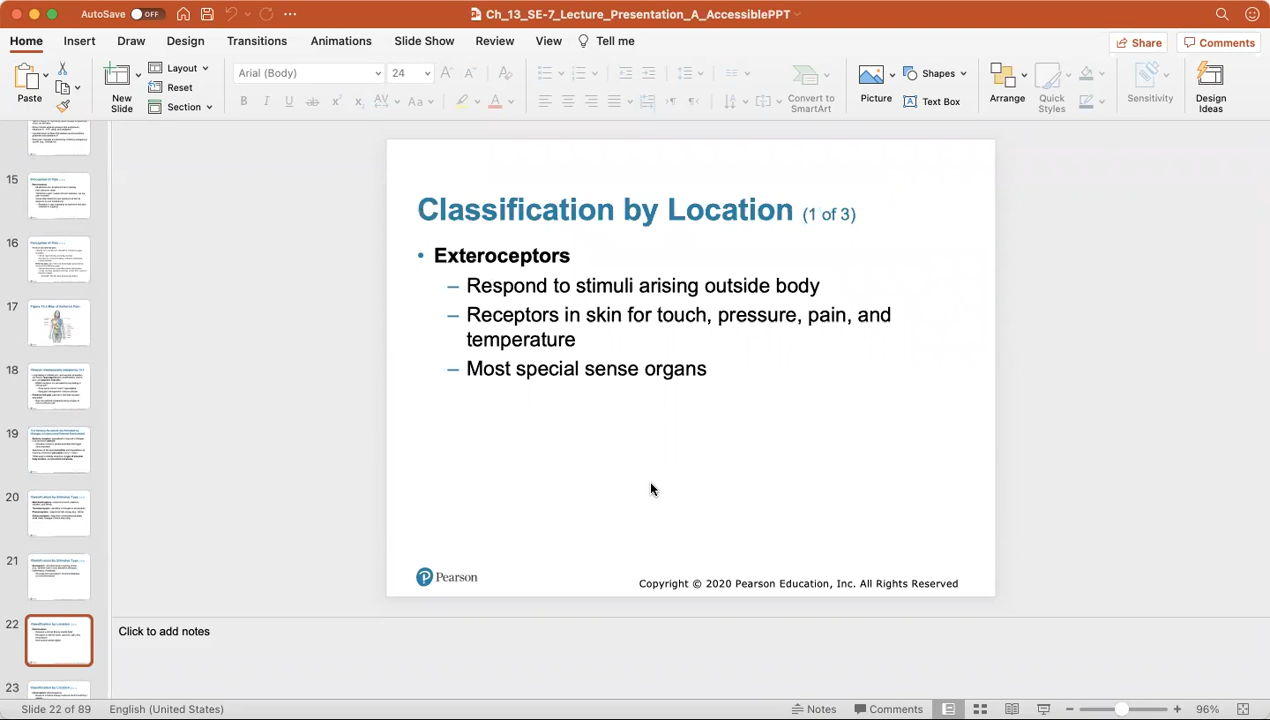 AutoSave OFF
Ch_13_SE-7_Lecture_Presentation_A_AccessiblePPT
Home Insert Draw Design Transitions Animations Slide Show Review View Tell me
Share Comments
Paste
New Slide
Layout
Reset
Section
Arial (Body) 24
Convert to SmartArt
Picture
Shapes
Text Box
Arrange
Quick Styles
Sensitivity
Design Ideas
15
16
17
18
19
20
21
22
23
Classification by Location (1 of 3)
• Exteroceptors
– Respond to stimuli arising outside body
– Receptors in skin for touch, pressure, pain, and
temperature
– Most special sense organs
Pearson
Copyright © 2020 Pearson Education, Inc. All Rights Reserved
Click to add notes
Slide 22 of 89 English (United States) Notes Comments 96%